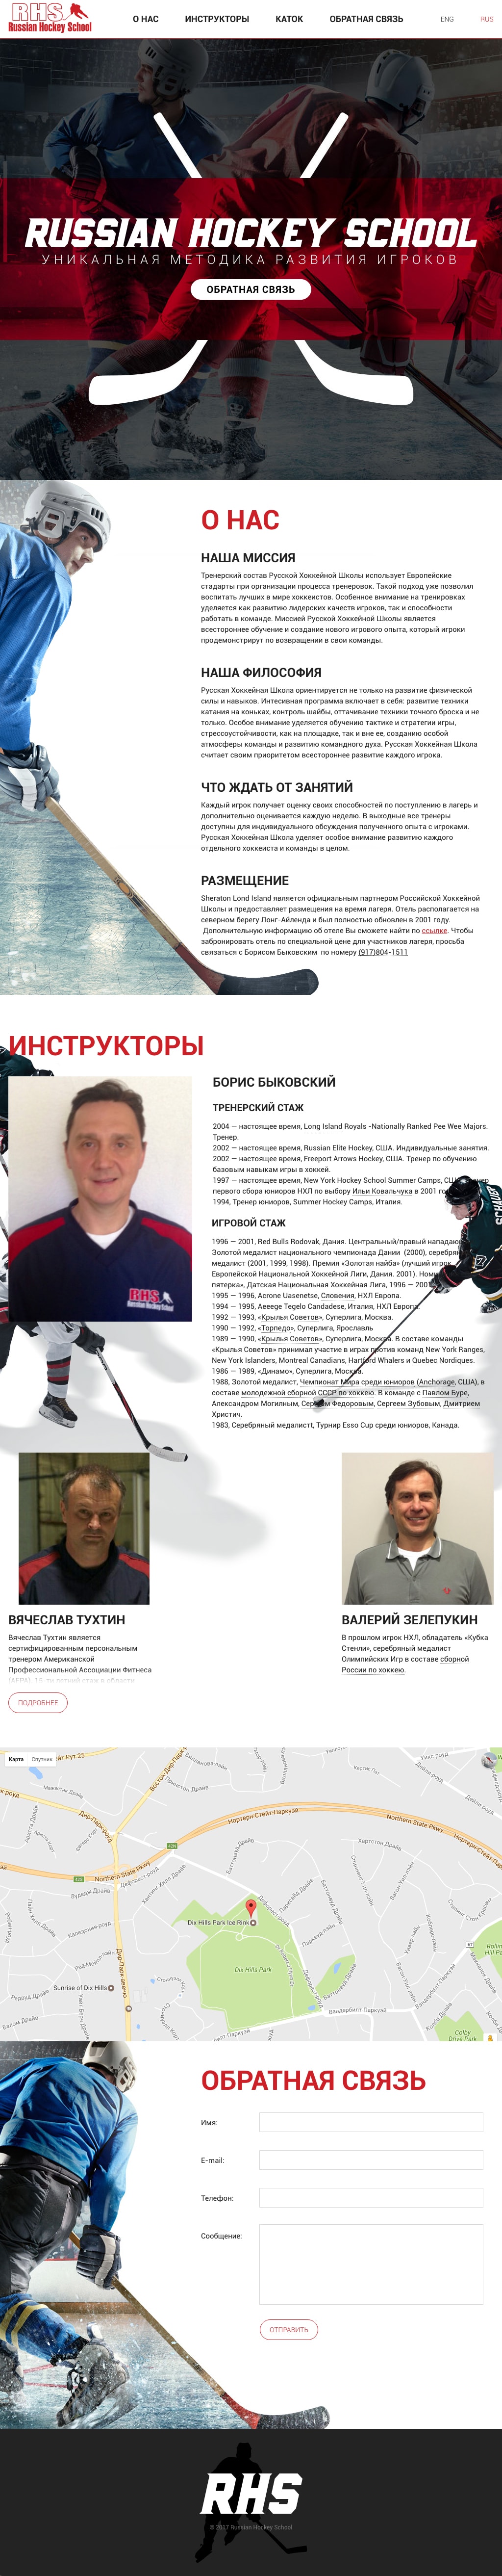 RHS
Russian Hockey School
О НАС
ИНСТРУКТОРЫ
КАТОК
ОБРАТНАЯ СВЯЗЬ
ENG
RUS
RUSSIAN HOCKEY SCHOOL
УНИКАЛЬНАЯ МЕТОДИКА РАЗВИТИЯ ИГРОКОВ
ОБРАТНАЯ СВЯЗЬ
О НАС
НАША МИССИЯ
Тренерский состав Русской Хоккейной Школы использует Европейские
стадарты при организации процесса тренировок. Такой подход уже позволил
воспитать лучших в мире хоккеистов. Особенное внимание на тренировках
уделяется как развитию лидерских качеств игроков, так и способности
работать в команде. Миссией Русской Хоккейной Школы является
всестороннее обучение и создание нового игрового опыта, который игроки
продемонстрирут по возвращении в свои команды.
НАША ФИЛОСОФИЯ
Русская Хоккейная Школа ориентируется не только на развитие физической
силы и навыков. Интесивная программа включает в себя: развитие техники
катания на коньках, контроль шайбы, оттачивание техники точного броска и не
только. Особое внимание уделяется обучению тактике и стратегии игры,
стрессоустойчивости, как на площадке, так и вне ее, созданию особой
атмосферы команды и развитию командного духа. Русская Хоккейная Школа
считает своим приоритетом всестороннее развитие каждого игрока.
ЧТО ЖДАТЬ ОТ ЗАНЯТИЙ
Каждый игрок получает оценку своих способностей по поступлению в лагерь и
дополнительно оценивается каждую неделю. В выходные все тренеры
доступны для индивидуального обсуждения полученного опыта с игроками.
Русская Хоккейная Школа уделяет особое внимание развитию каждого
отдельного хоккеиста и команды в целом.
РАЗМЕЩЕНИЕ
Sheraton Lond Island является официальным партнером Российской Хоккейной
Школы и предоставляет размещения на время лагеря. Отель располагается на
северном берегу Лонг-Айленда и был полностью обновлен в 2001 году.
Дополнительную информацию об отеле Вы сможете найти по ссылке. Чтобы
забронировать отель по специальной цене для участников лагеря, просьба
связаться с Борисом Быковским по номеру (917)804-1511
ИНСТРУКТОРЫ
БОРИС БЫКОВСКИЙ
ТРЕНЕРСКИЙ СТАЖ
2004 — настоящее время, Long Island Royals -Nationally Ranked Pee Wee Majors.
Тренер.
2002 — настоящее время, Russian Elite Hockey, США. Индивидуальные занятия.
2002 — настоящее время, Freeport Arrows Hockey, США. Тренер по обучению
базовым навыкам игры в хоккей.
1997 — настоящее время, New York Hockey School Summer Camps, США.
первого сбора юниоров НХЛ по выбору Ильи Ковальчука в 2001
1994, Тренер юниоров, Summer Hockey Camps, Италия.
ИГРОВОЙ СТАЖ
1996 — 2001, Red Bulls Rodovak, Дания. Центральный/правый
Золотой медалист национального чемпионада Дания (2000),
медалист (2001, 1999, 1998). Премия «Золотая найба» (лучший игрок
Европейской Национальной Хоккейной Лиги, Дания. 2001).
пятерка», Датская Национальная Хоккейная Лига, 1996 — 2001
1995 — 1996, Acrone Uasenetse, Словения, НХЛ Европа.
1994 — 1995, Aeeege Tegelo Candadese, Италия, НХЛ Европа.
1992 — 1993, «Крылья Советов», Суперлига, Москва.
1990 — 1992, «Торпедо», Суперлига, Ярославль
1989 — 1990, «Крылья Советов», Суперлига, Москва. В составе команды
«Крылья Советов» принимал участие в играх против команд New York Ranges,
New York Islanders, Montreal Canadians, Hartford Whalers и Quebec Nordiques.
1986 — 1989, «Динамо», Суперлига, Москва.
1988, Золотой медалист, Чемпионат Мира среди юниоров (Anchorage, США), в
составе молодежной сборной СССР по хоккею. В команде с Павлом Буре,
Александром Могильным, Сергеем Федоровым, Сергеем Зубовым, Дмитрием
Христич.
1983, Серебряный медалистт, Турнир Esso Cup среди юниоров, Канада.
RHS
ВЯЧЕСЛАВ ТУХТИН
Вячеслав Тухтин является
сертифицированным персональным
тренером Американской
Профессиональной Ассоциации Фитнеса
ПОДРОБНЕЕ
ВАЛЕРИЙ ЗЕЛЕПУКИН
В прошлом игрок НХЛ, обладатель «Кубка
Стенли», серебряный медалист
Олимпийских Игр в составе сборной
России по хоккею.
Карта
Спутник
Нортерн Стейт Паркуэй
Northern State Pkwy
Northern State Pkwy
Dix Hills Park Ice Rink
Dix Hills Park
Sunrise of Dix Hills
Вандербилт Паркуэй
Colby
Drive Park
ОБРАТНАЯ СВЯЗЬ
Имя:
E-mail:
Телефон:
Сообщение:
ОТПРАВИТЬ
RHS
© 2017 Russian Hockey School